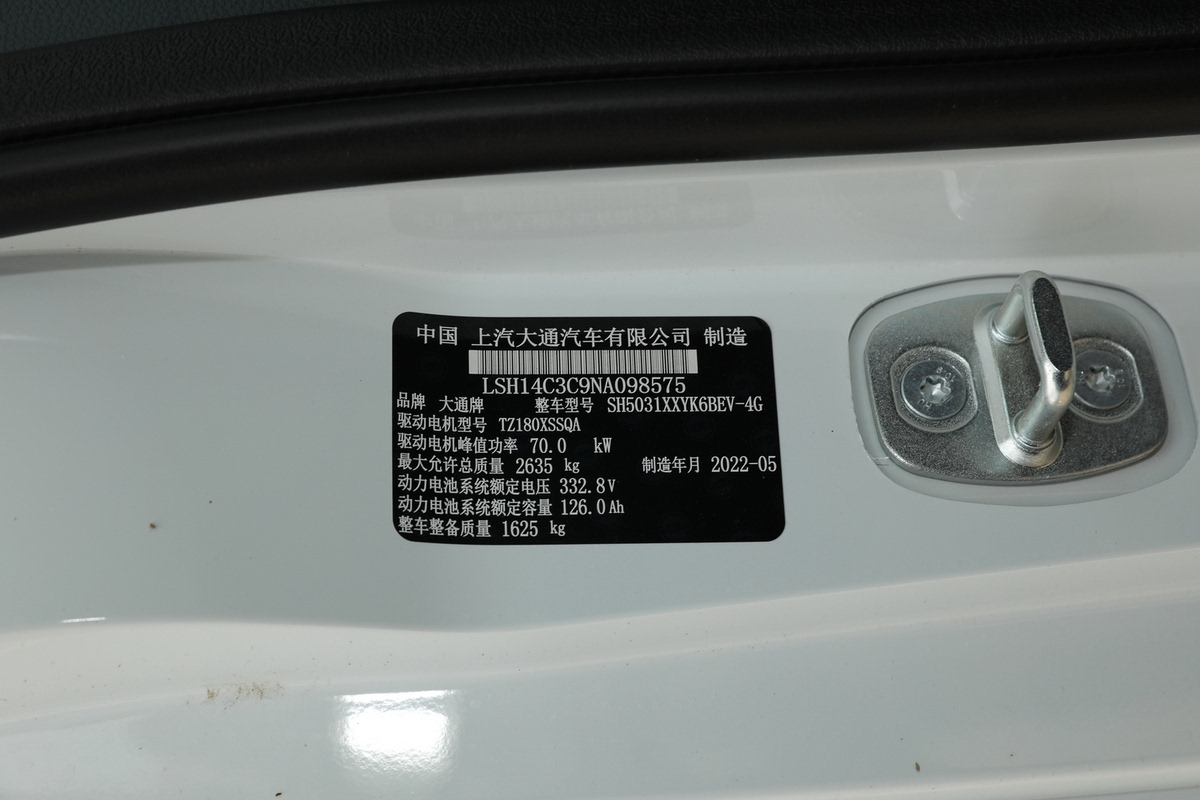 中国 上汽大通汽车有限公司 制造
LSH14C3C9NA098575
品牌 大通牌 整车型号 SH5031XXYK6BEV-4G
驱动电机型号 TZ180XSSQA
驱动电机峰值功率 70.0 kW
最大允许总质量 2635 kg 制造年月 2022-05
动力电池系统额定电压 332.8V
动力电池系统额定容量 126.0Ah
整车整备质量 1625 kg